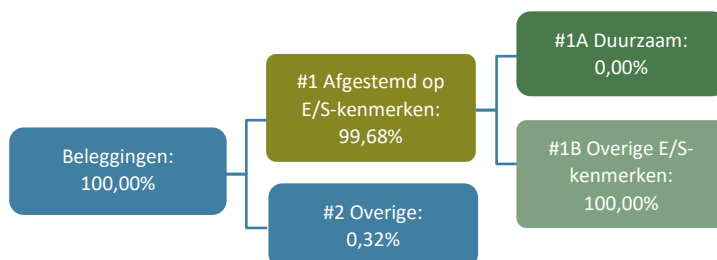 Beleggingen:
100,00%
#1 Afgestemd op
E/S-kenmerken:
99,68%
#2 Overige:
0,32%
#1A Duurzaam:
0,00%
#1B Overige E/S-
kenmerken:
100,00%